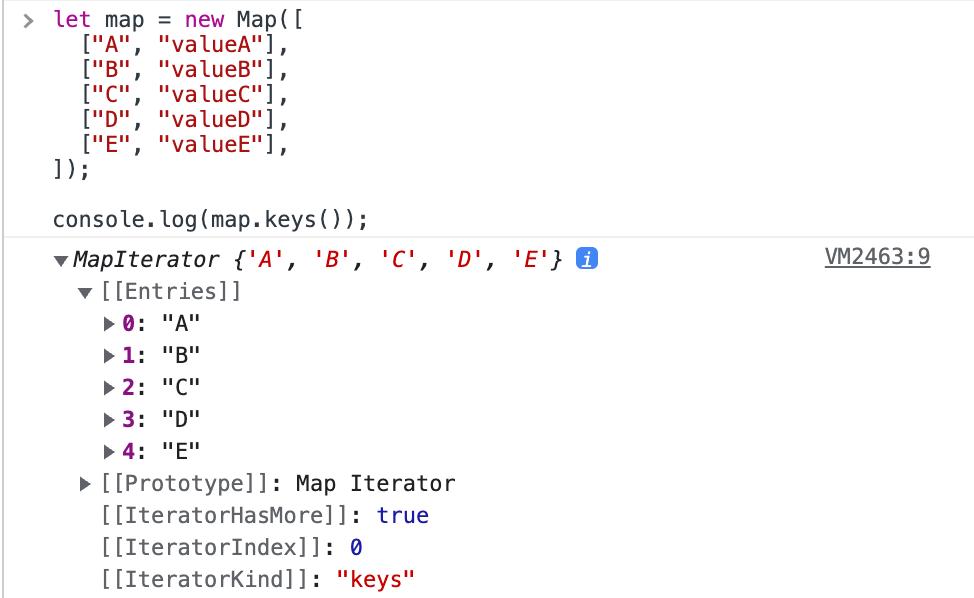 > let map = new Map([
["A", "valueA"],
["B", "valueB"],
["C", "valueC"],
["D", "valueD"],
["E", "valueE"],
]);
console.log(map.keys());
▼MapIterator {'A', 'B', 'C', 'D', 'E'} i VM2463:9
▼[[Entries]]
▶0: "A"
▶1: "B"
▶2: "C"
▶3: "D"
▶4: "E"
▶[[Prototype]]: Map Iterator
[[IteratorHasMore]]: true
[[IteratorIndex]]: 0
[[IteratorKind]]: "keys"